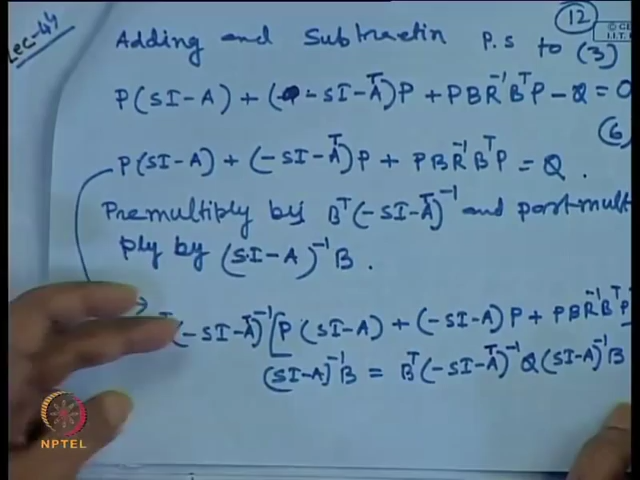 Lec-44
12
© CE
I.I.T.
Adding and Subtractin P.S to (3)
P(SI-A) + (-SI-A^T)P + PBR^-1B^TP - Q = 0
(6)
P(SI-A) + (-SI-A^T)P + PBR^-1B^TP = Q.
Premultiply by B^T(-SI-A^T)^-1 and post-mult
ply by (SI-A)^-1B.
(-SI-A^T)^-1[P(SI-A) + (-SI-A)P + PBR^-1B^TP
(SI-A)^-1B = B^T(-SI-A^T)^-1Q(SI-A)^-1B
NPTEL